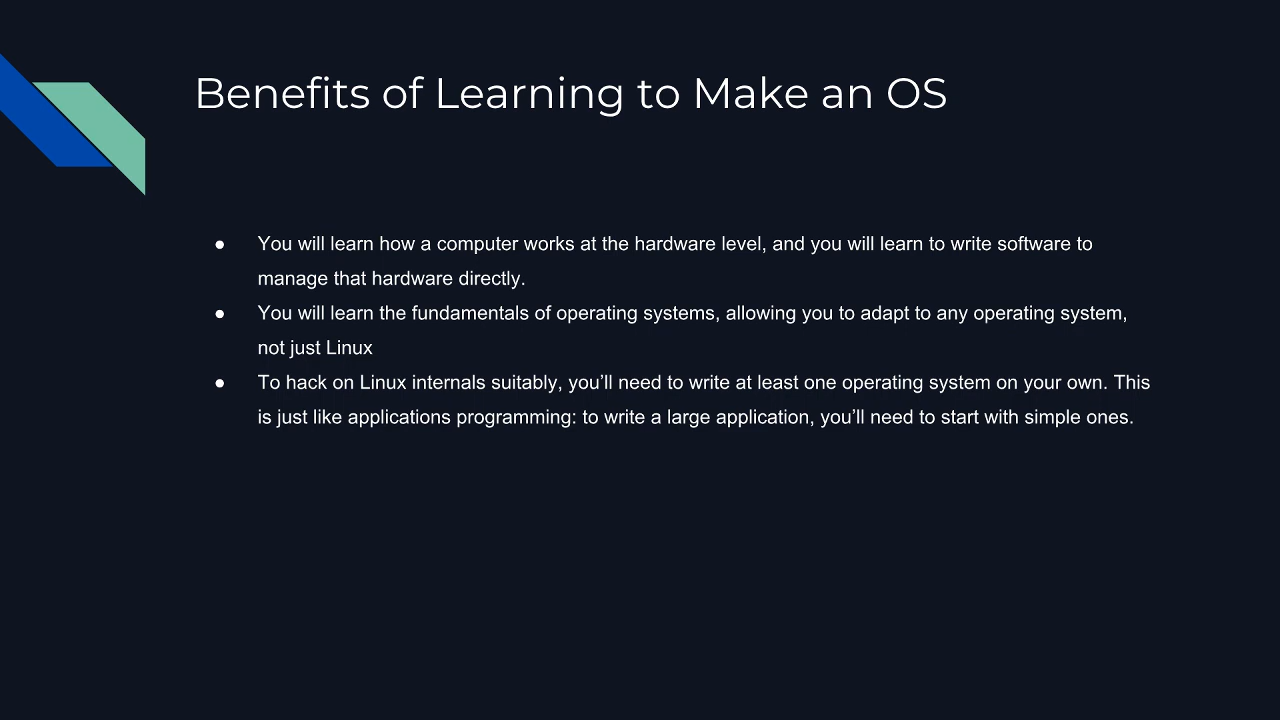 Benefits of Learning to Make an OS
● You will learn how a computer works at the hardware level, and you will learn to write software to
manage that hardware directly.
● You will learn the fundamentals of operating systems, allowing you to adapt to any operating system,
not just Linux
● To hack on Linux internals suitably, you’ll need to write at least one operating system on your own. This
is just like applications programming: to write a large application, you’ll need to start with simple ones.